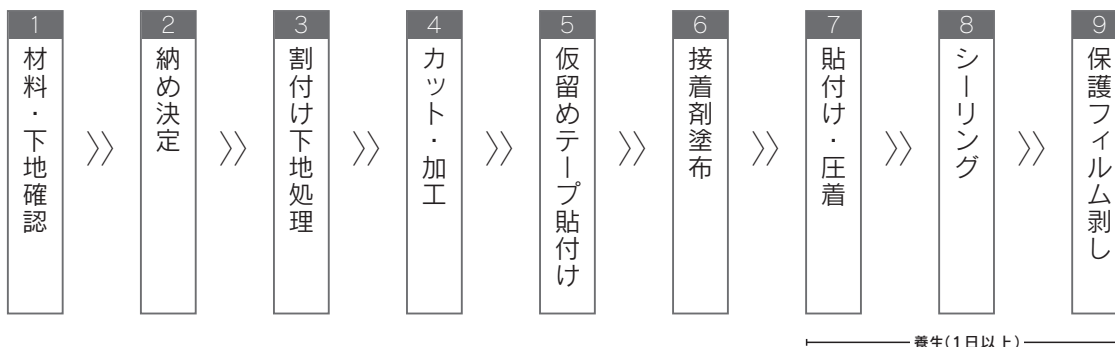 1
材料・下地確認
2
納め決定
3
割付け下地処理
4
カット・加工
5
仮留めテープ貼付け
6
接着剤塗布
7
貼付け・圧着
8
シーリング
9
保護フィルム剥し
養生(1日以上)